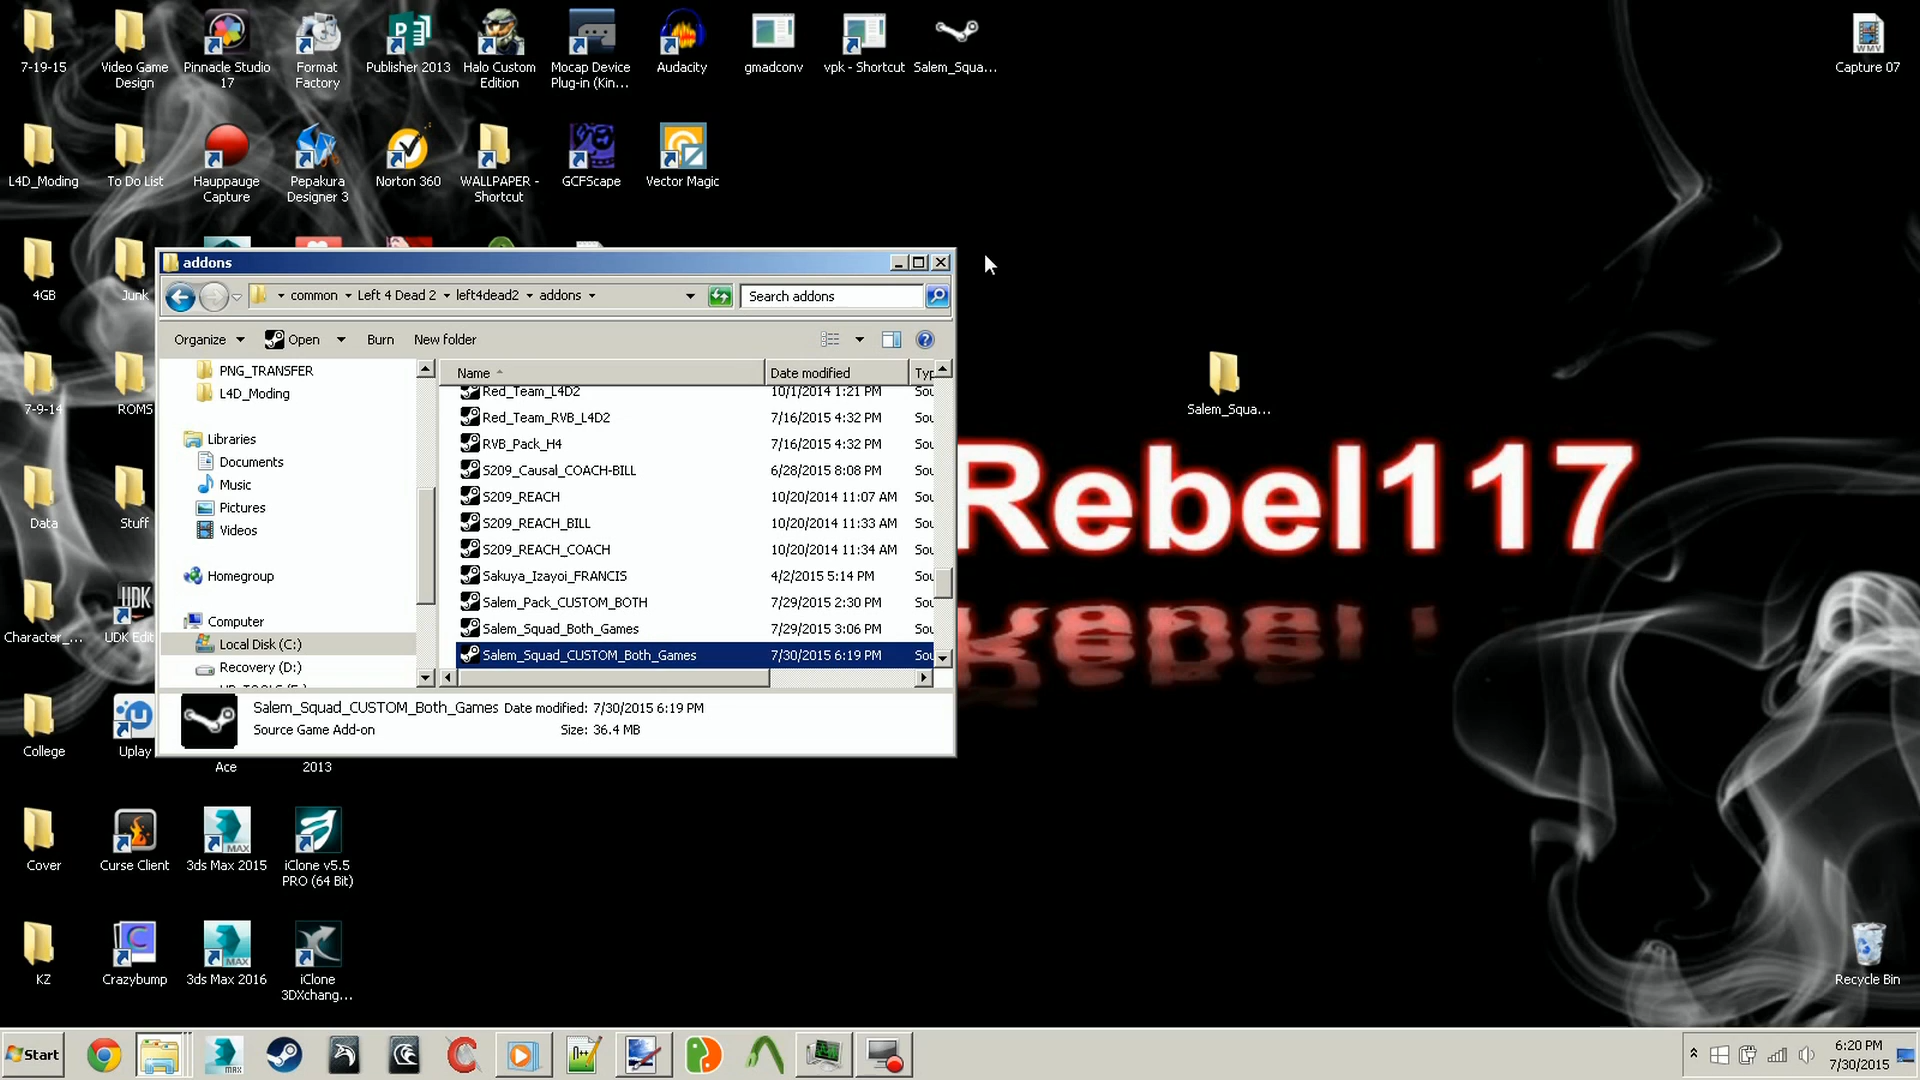 7-19-15
Video Game Design
Pinnacle Studio 17
Format Factory
Publisher 2013
Halo Custom Edition
Mocap Device Plug-in (Kin...
Audacity
gmadconv
vpk - Shortcut
Salem_Squa...
WMV
Capture 07
L4D_Moding
To Do List
Hauppauge Capture
Pepakura Designer 3
Norton 360
WALLPAPER - Shortcut
GCFScape
Vector Magic
4GB
Junk
7-9-14
ROMS
Data
Stuff
Character_...
UDK
UDK Edit
College
Uplay
Ace
2013
Cover
Curse Client
MAX
3ds Max 2015
iClone v5.5 PRO (64 Bit)
KZ
Crazybump
MAX
3ds Max 2016
iClone 3DXchang...
addons
common
Left 4 Dead 2
left4dead2
addons
Search addons
Organize
Open
Burn
New folder
PNG_TRANSFER
L4D_Moding
Libraries
Documents
Music
Pictures
Videos
Homegroup
Computer
Local Disk (C:)
Recovery (D:)
Name Date modified Typ
Red_Team_L4D2 10/1/2014 1:21 PM Sou
Red_Team_RVB_L4D2 7/16/2015 4:32 PM Sou
RVB_Pack_H4 7/16/2015 4:32 PM Sou
S209_Causal_COACH-BILL 6/28/2015 8:08 PM Sou
S209_REACH 10/20/2014 11:07 AM Sou
S209_REACH_BILL 10/20/2014 11:33 AM Sou
S209_REACH_COACH 10/20/2014 11:34 AM Sou
Sakuya_Izayoi_FRANCIS 4/2/2015 5:14 PM Sou
Salem_Pack_CUSTOM_BOTH 7/29/2015 2:30 PM Sou
Salem_Squad_Both_Games 7/29/2015 3:06 PM Sou
Salem_Squad_CUSTOM_Both_Games 7/30/2015 6:19 PM Sou
Salem_Squad_CUSTOM_Both_Games Date modified: 7/30/2015 6:19 PM
Source Game Add-on Size: 36.4 MB
Salem_Squa...
Rebel117
Recycle Bin
Start
MAX
6:20 PM
7/30/2015